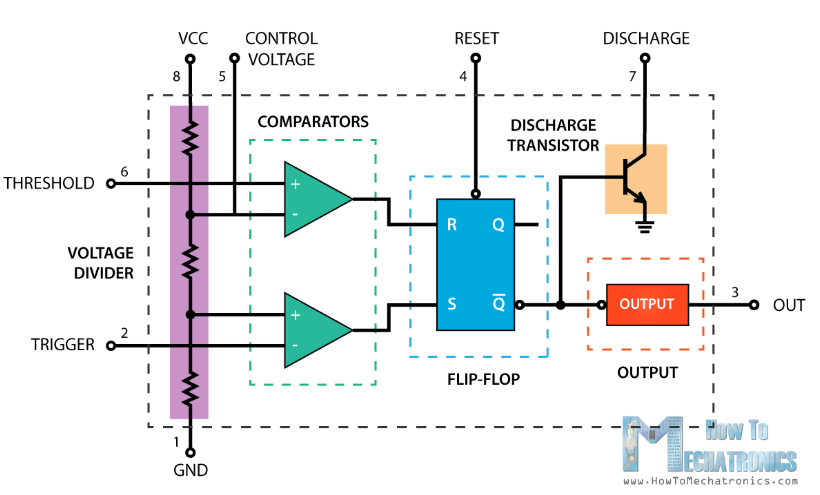 VCC
CONTROL
VOLTAGE
RESET
DISCHARGE
8
5
4
7
COMPARATORS
DISCHARGE
TRANSISTOR
THRESHOLD
6
+
-
R
Q
VOLTAGE
DIVIDER
TRIGGER
2
+
-
S
Q̅
OUTPUT
3
OUT
FLIP-FLOP
OUTPUT
1
GND
How To
MECHATRONICS
www.HowToMechatronics.com